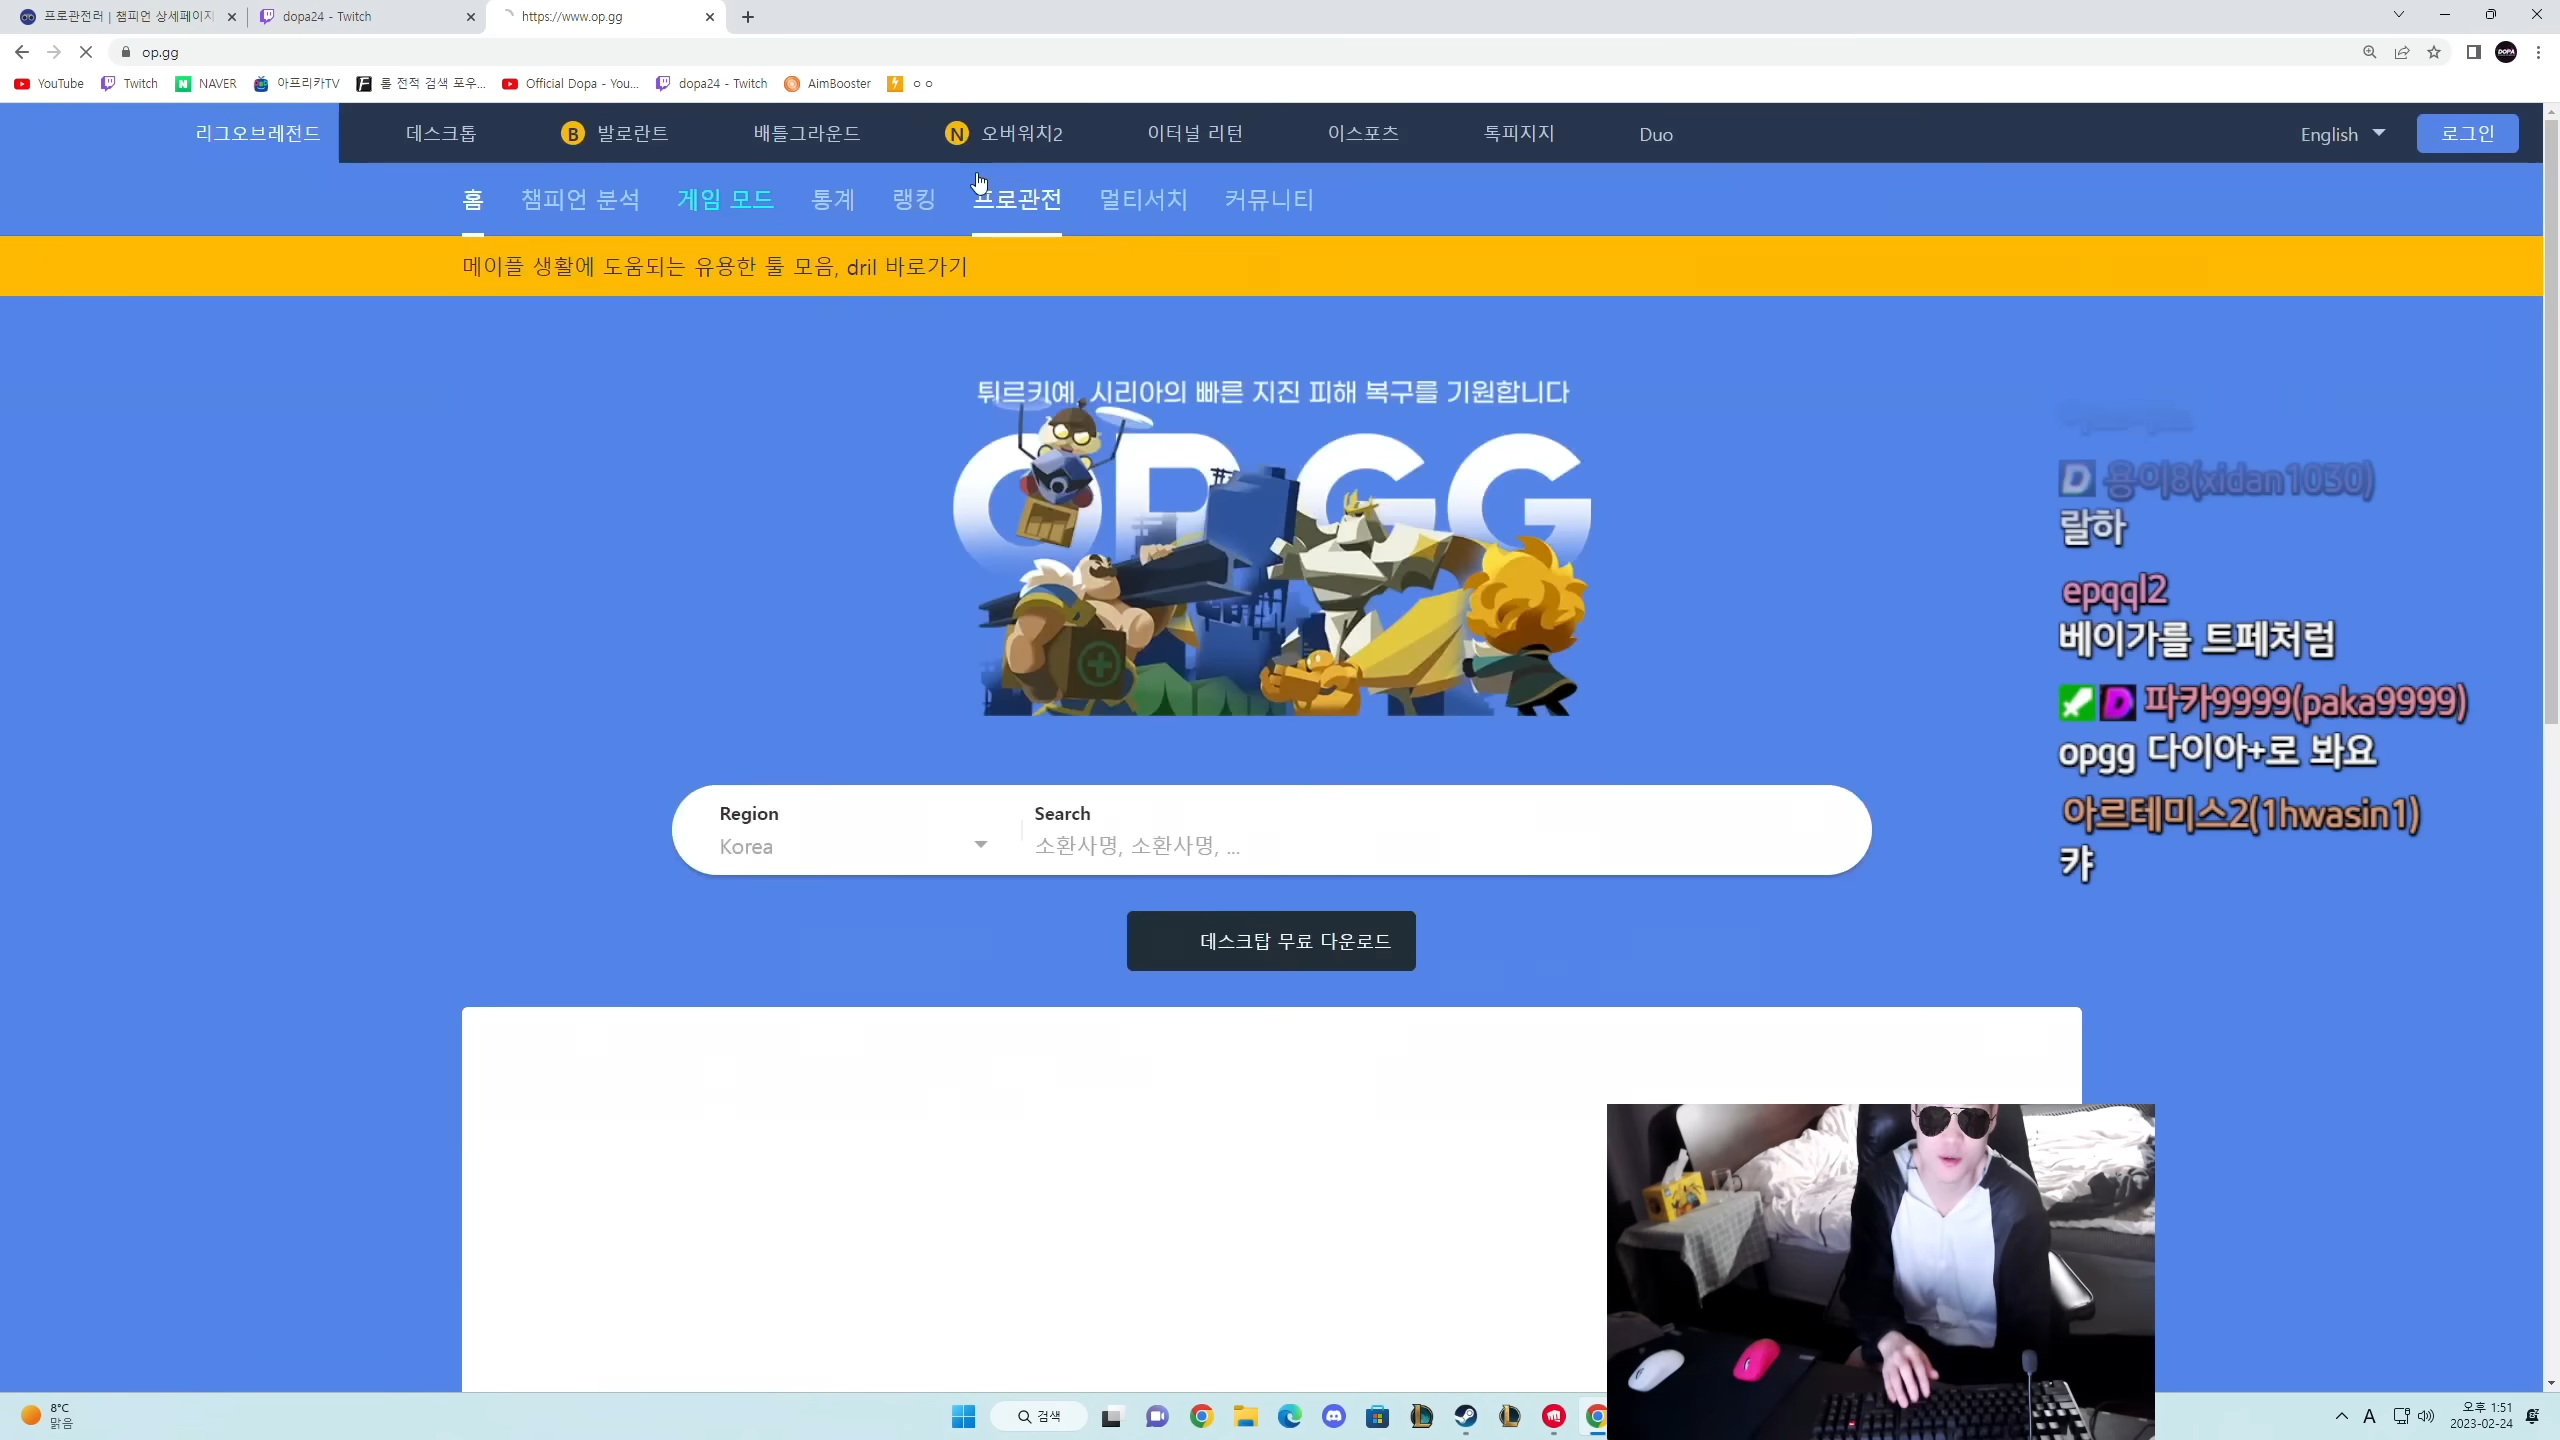 프로관전러 | 챔피언 상세페이지
dopa24 - Twitch
https://www.op.gg
op.gg
DOPA
YouTube
Twitch
NAVER
아프리카TV
롤 전적 검색 포우...
Official Dopa - You...
dopa24 - Twitch
AimBooster
ㅇㅇ
리그오브레전드
데스크톱
B 발로란트
배틀그라운드
N 오버워치2
이터널 리턴
이스포츠
톡피지지
Duo
English
로그인
홈
챔피언 분석
게임 모드
통계
랭킹
프로관전
멀티서치
커뮤니티
메이플 생활에 도움되는 유용한 툴 모음, dril 바로가기
튀르키예, 시리아의 빠른 지진 피해 복구를 기원합니다
OP.GG
용이8(xidan1030)
랄하
epqql2
베이가를 트페처럼
파카9999(paka9999)
opgg 다이아+로 봐요
아르테미스2(1hwasin1)
캬
Region
Korea
Search
소환사명, 소환사명, ...
데스크탑 무료 다운로드
8°C
맑음
검색
A
오후 1:51
2023-02-24